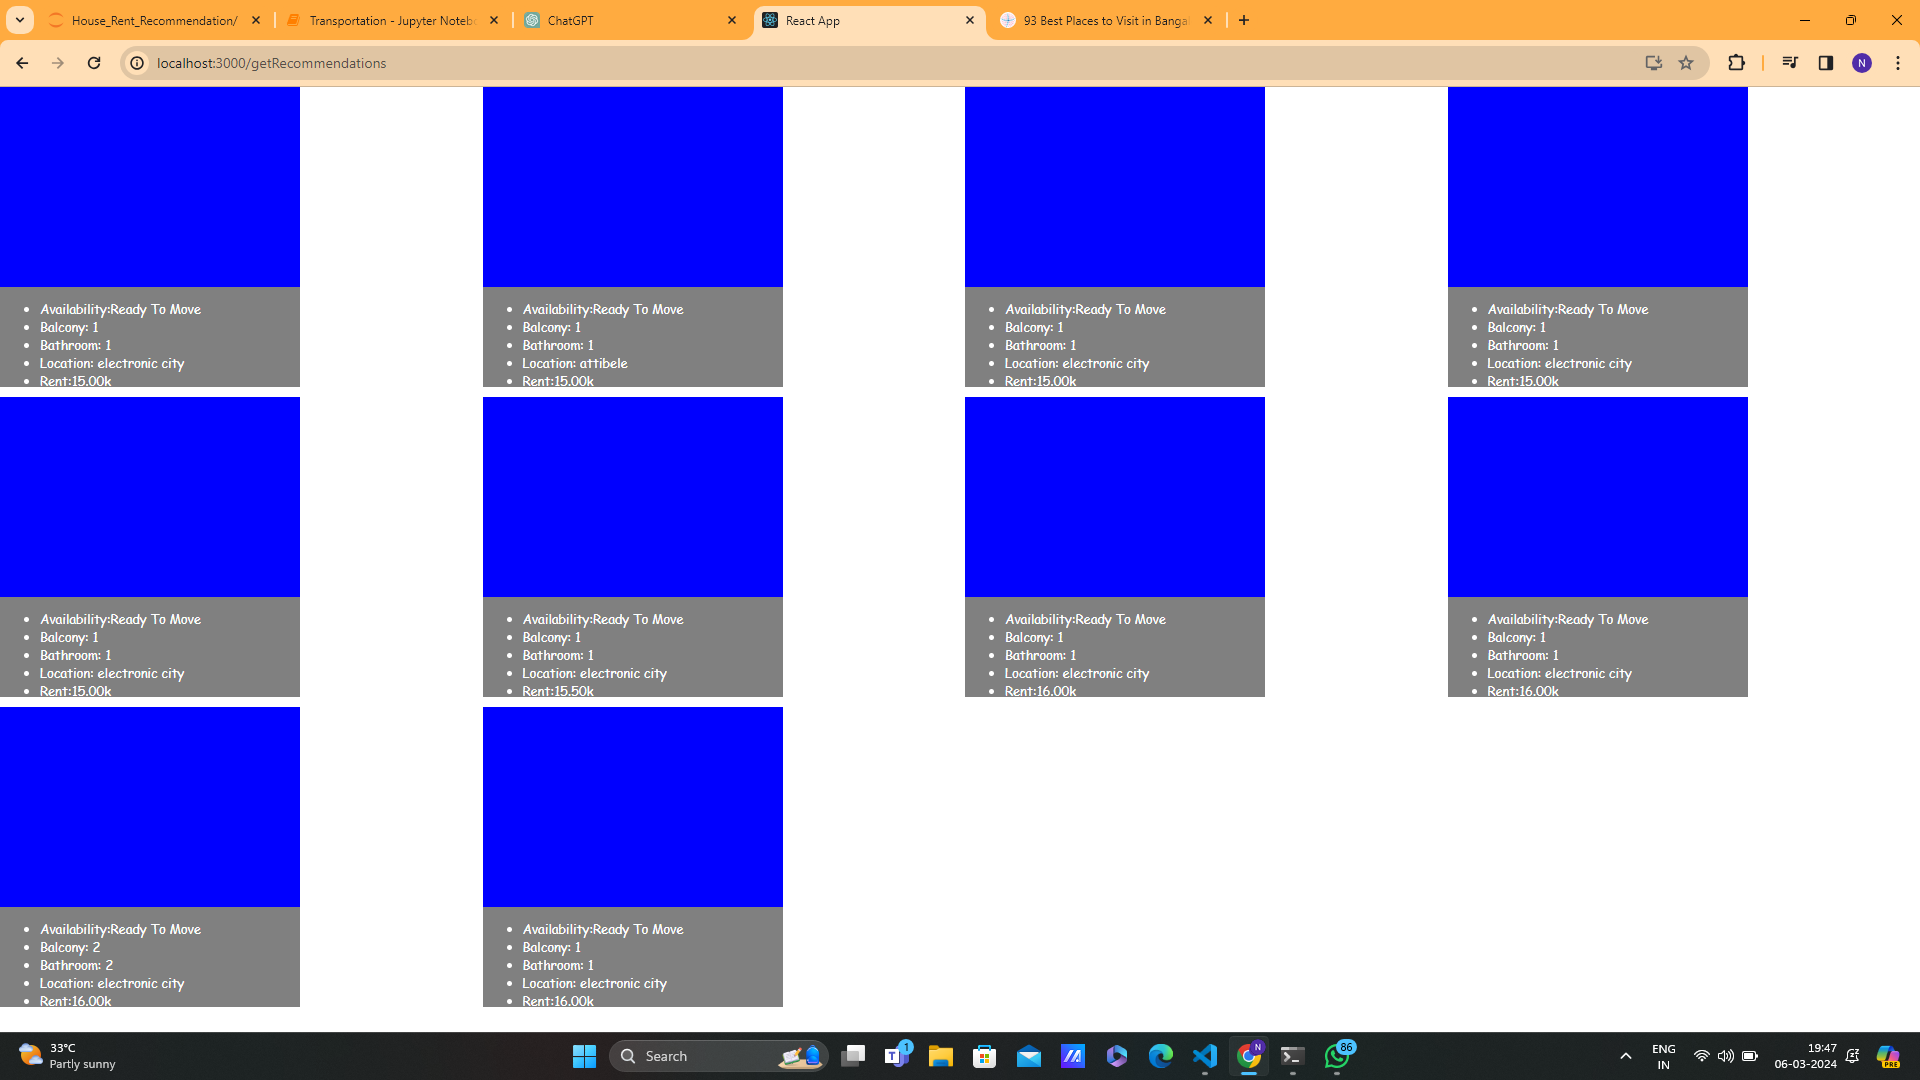 House_Rent_Recommendation/
Transportation - Jupyter Notebo
ChatGPT
React App
93 Best Places to Visit in Banga
localhost:3000/getRecommendations
N
Availability:Ready To Move
Balcony: 1
Bathroom: 1
Location: electronic city
Rent:15.00k
Availability:Ready To Move
Balcony: 1
Bathroom: 1
Location: attibele
Rent:15.00k
Availability:Ready To Move
Balcony: 1
Bathroom: 1
Location: electronic city
Rent:15.00k
Availability:Ready To Move
Balcony: 1
Bathroom: 1
Location: electronic city
Rent:15.00k
Availability:Ready To Move
Balcony: 1
Bathroom: 1
Location: electronic city
Rent:15.00k
Availability:Ready To Move
Balcony: 1
Bathroom: 1
Location: electronic city
Rent:15.50k
Availability:Ready To Move
Balcony: 1
Bathroom: 1
Location: electronic city
Rent:16.00k
Availability:Ready To Move
Balcony: 1
Bathroom: 1
Location: electronic city
Rent:16.00k
Availability:Ready To Move
Balcony: 2
Bathroom: 2
Location: electronic city
Rent:16.00k
Availability:Ready To Move
Balcony: 1
Bathroom: 1
Location: electronic city
Rent:16.00k
33°C
Partly sunny
Search
T
1
N
86
ENG
IN
19:47
06-03-2024
PRE